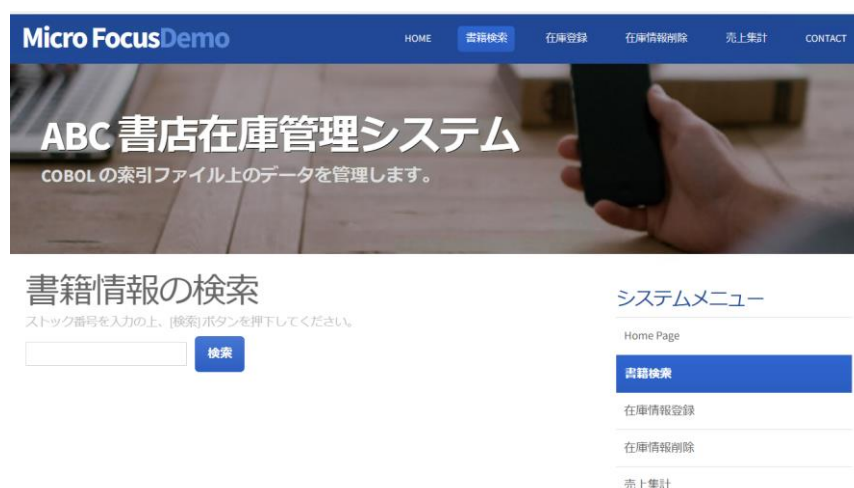 Micro FocusDemo
HOME 書籍検索 在庫登録 在庫情報削除 売上集計 CONTACT
ABC 書店在庫管理システム
COBOL の索引ファイル上のデータを管理します。
書籍情報の検索
ストック番号を入力の上、[検索]ボタンを押下してください。
検索
システムメニュー
Home Page
書籍検索
在庫情報登録
在庫情報削除
売上集計